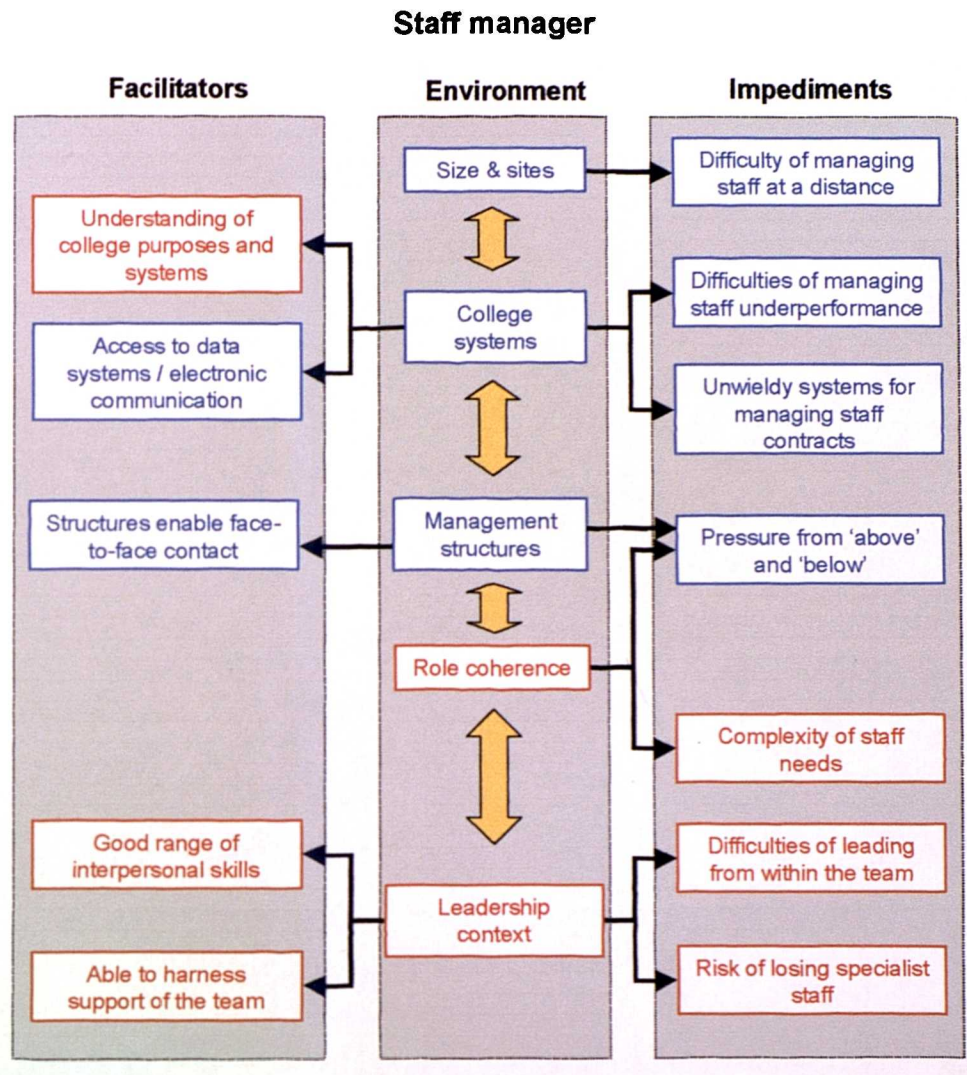 Staff manager
Facilitators
Environment
Impediments
Understanding of
college purposes and
systems
Access to data
systems / electronic
communication
Structures enable face-
to-face contact
Good range of
interpersonal skills
Able to harness
support of the team
Size & sites
College
systems
Management
structures
Role coherence
Leadership
context
Difficulty of managing
staff at a distance
Difficulties of managing
staff underperformance
Unwieldy systems for
managing staff
contracts
Pressure from ‘above’
and ‘below’
Complexity of staff
needs
Difficulties of leading
from within the team
Risk of losing specialist
staff